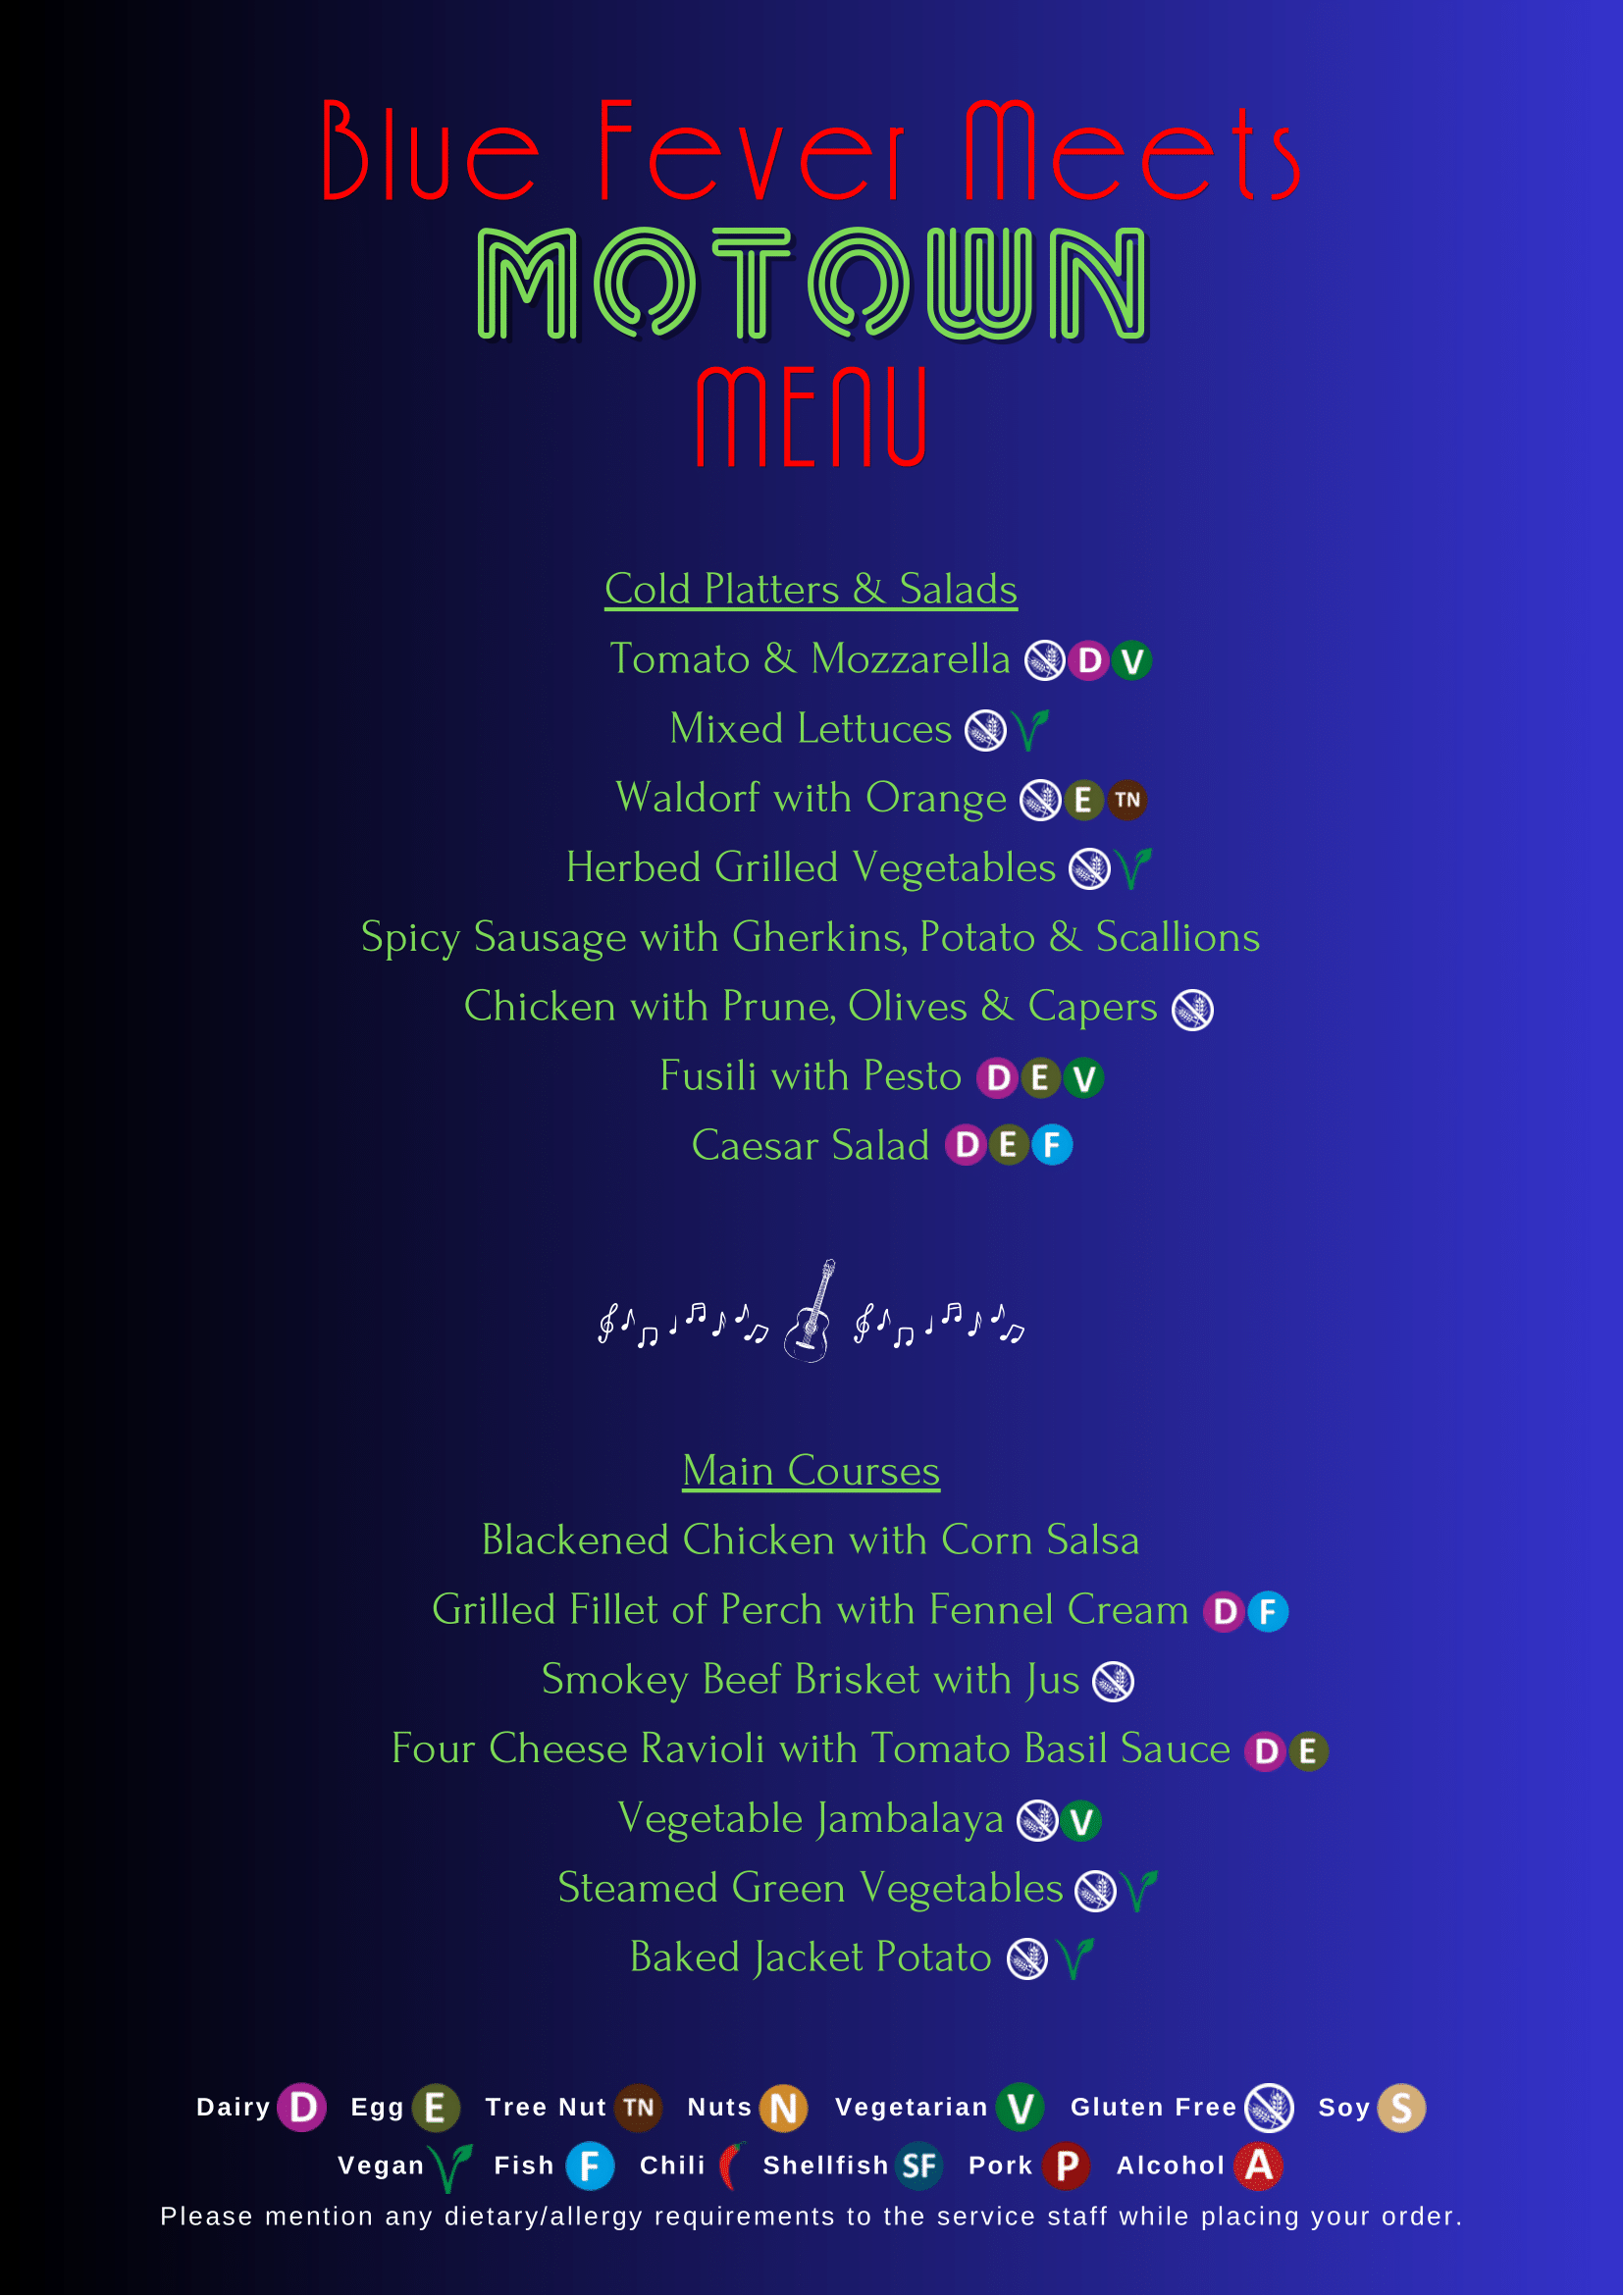 Blue Fever Meets
MOTOWN
MENU
Cold Platters & Salads
Tomato & Mozzarella D V
Mixed Lettuces
Waldorf with Orange E TN
Herbed Grilled Vegetables
Spicy Sausage with Gherkins, Potato & Scallions
Chicken with Prune, Olives & Capers
Fusili with Pesto D E V
Caesar Salad D E F
Main Courses
Blackened Chicken with Corn Salsa
Grilled Fillet of Perch with Fennel Cream D F
Smokey Beef Brisket with Jus
Four Cheese Ravioli with Tomato Basil Sauce D E
Vegetable Jambalaya V
Steamed Green Vegetables
Baked Jacket Potato
Dairy D Egg E Tree Nut TN Nuts N Vegetarian V Gluten Free Soy S
Vegan Fish F Chili Shellfish SF Pork P Alcohol A
Please mention any dietary/allergy requirements to the service staff while placing your order.